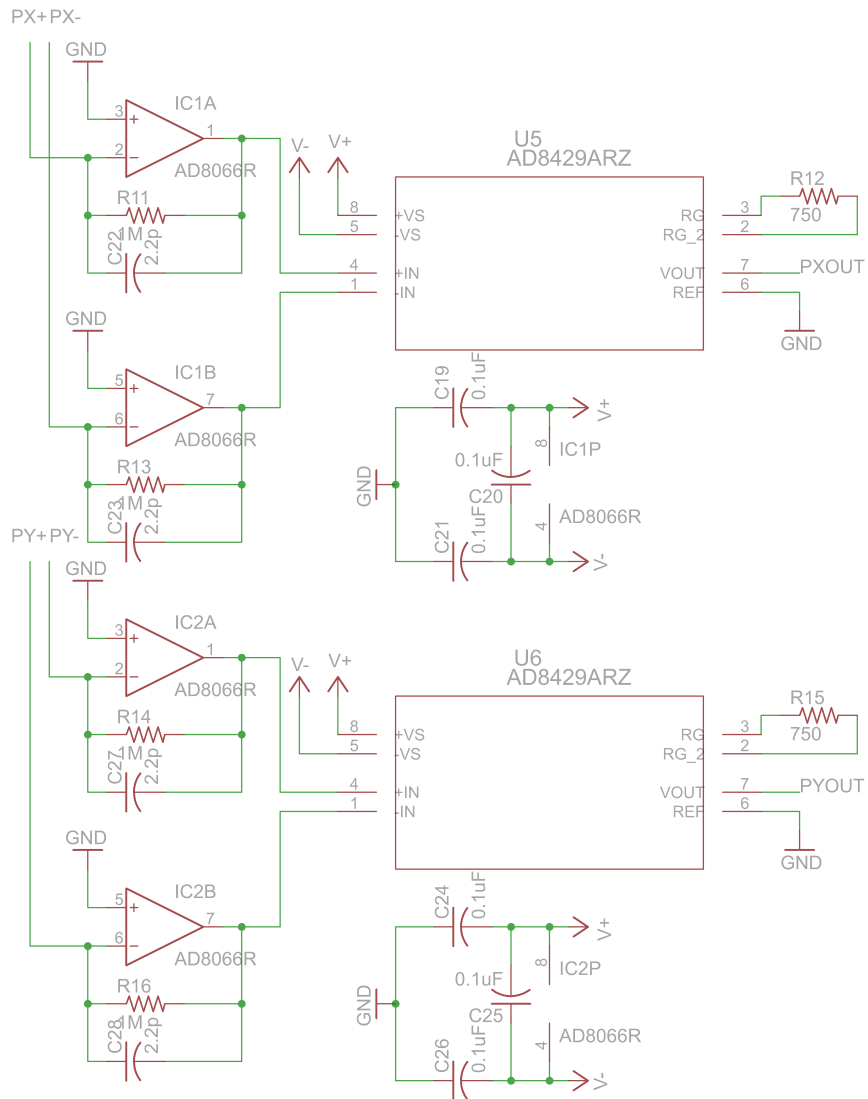 PX+ PX-
GND
IC1A
3
+
1
2
-
AD8066R
R11
1M
C22
2.2p
V-
V+
U5
AD8429ARZ
8
+VS
5
-VS
4
+IN
1
-IN
RG
3
RG_2
2
VOUT
7
REF
6
R12
750
PXOUT
GND
GND
IC1B
5
+
7
6
-
AD8066R
R13
1M
C23
2.2p
C19
0.1uF
V+
8
IC1P
0.1uF
C20
GND
4
AD8066R
C21
0.1uF
V-
PY+ PY-
GND
IC2A
3
+
1
2
-
AD8066R
R14
1M
C27
2.2p
V-
V+
U6
AD8429ARZ
8
+VS
5
-VS
4
+IN
1
-IN
RG
3
RG_2
2
VOUT
7
REF
6
R15
750
PYOUT
GND
GND
IC2B
5
+
7
6
-
AD8066R
R16
1M
C28
2.2p
C24
0.1uF
V+
8
IC2P
0.1uF
C25
GND
4
AD8066R
C26
0.1uF
V-